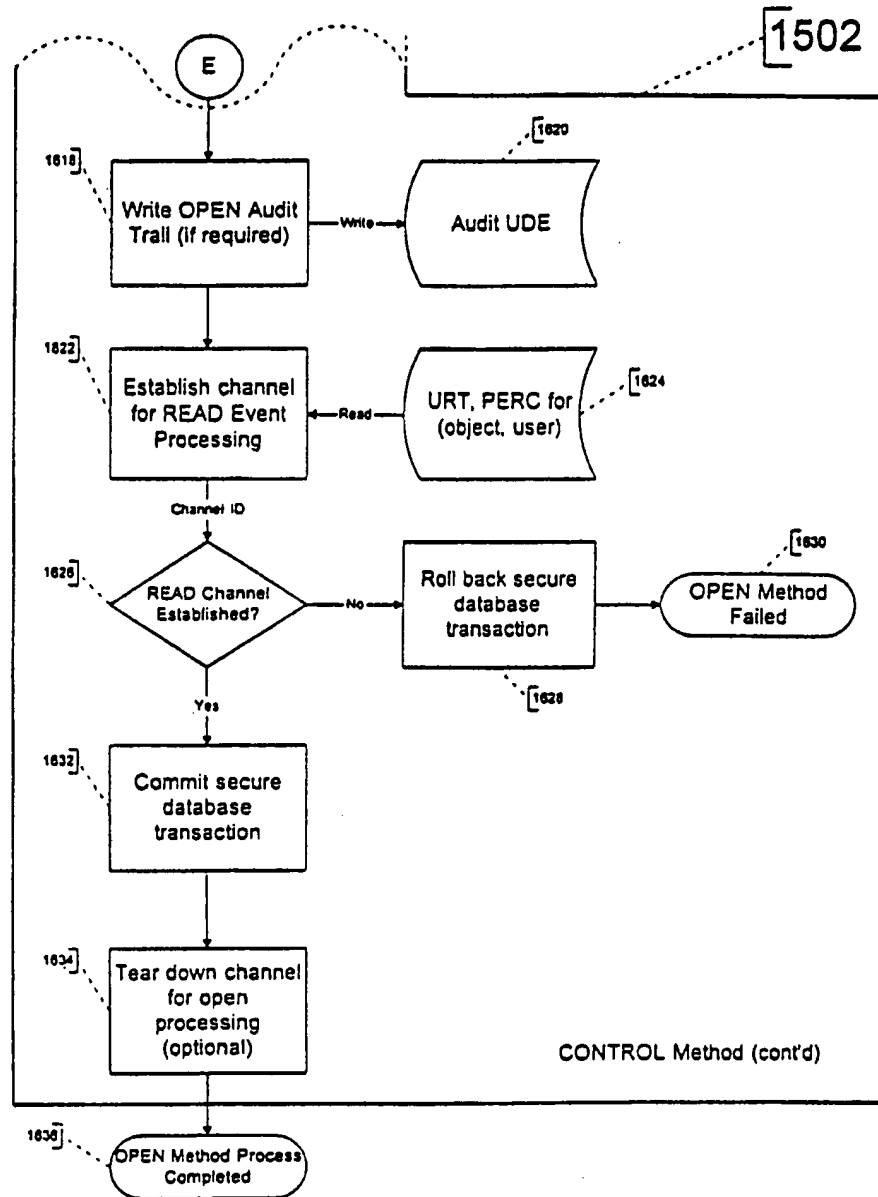 1502
E
1618
Write OPEN Audit
Trail (if required)
Write
1620
Audit UDE
1622
Establish channel
for READ Event
Processing
Read
URT, PERC for
(object, user)
1624
Channel ID
1626
READ Channel
Established?
No
Roll back secure
database
transaction
1628
1630
OPEN Method
Failed
Yes
1632
Commit secure
database
transaction
1634
Tear down channel
for open
processing
(optional)
CONTROL Method (cont'd)
1636
OPEN Method Process
Completed